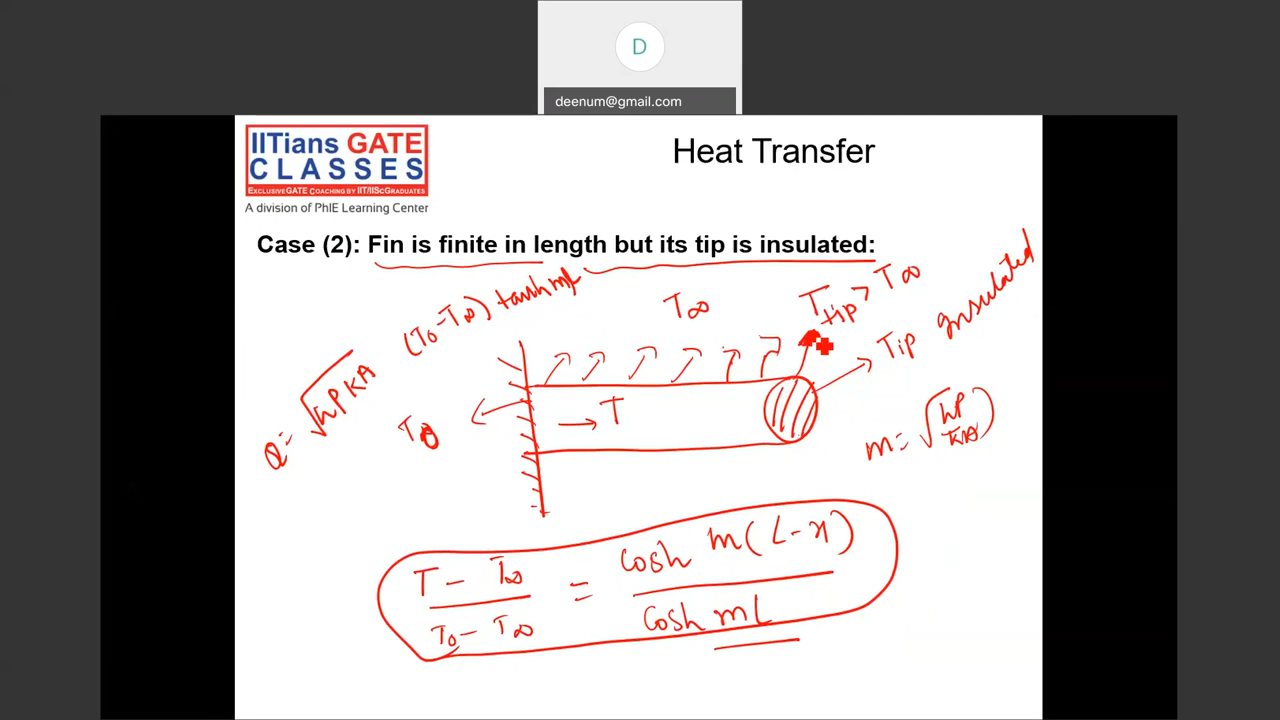 D
deenum@gmail.com
IITians GATE
CLASSES
EXCLUSIVE GATE COACHING BY IIT/IISc GRADUATES
A division of PhIE Learning Center
Heat Transfer
Case (2): Fin is finite in length but its tip is insulated:
Q = √hPKA (T₀-T∞) tanh mL
T∞
Ttip > T∞
Tip insulated
T₀
→ T
m = √(hP/KA)
(T - T∞)/(T₀ - T∞) = (Cosh m(L-x))/(Cosh mL)